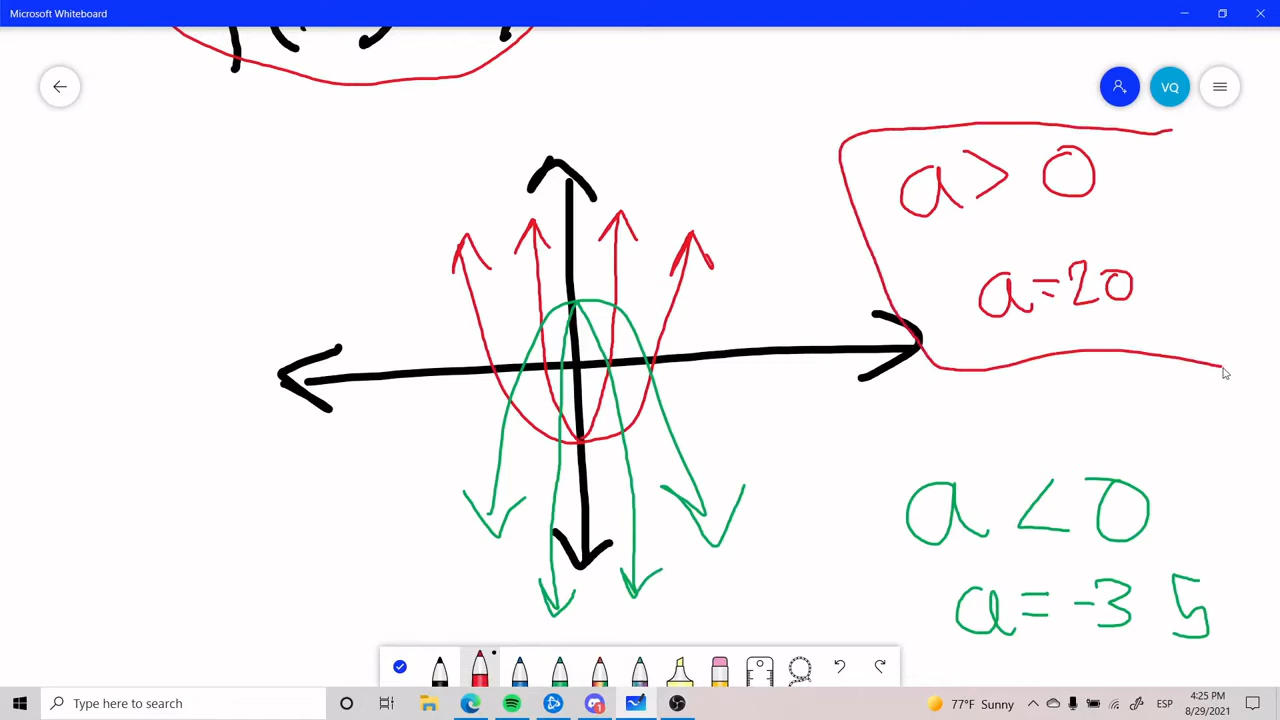 Microsoft Whiteboard
VQ
a > 0
a = 20
a < 0
a = -3 5
Type here to search
77°F Sunny
ESP
4:25 PM
8/29/2021